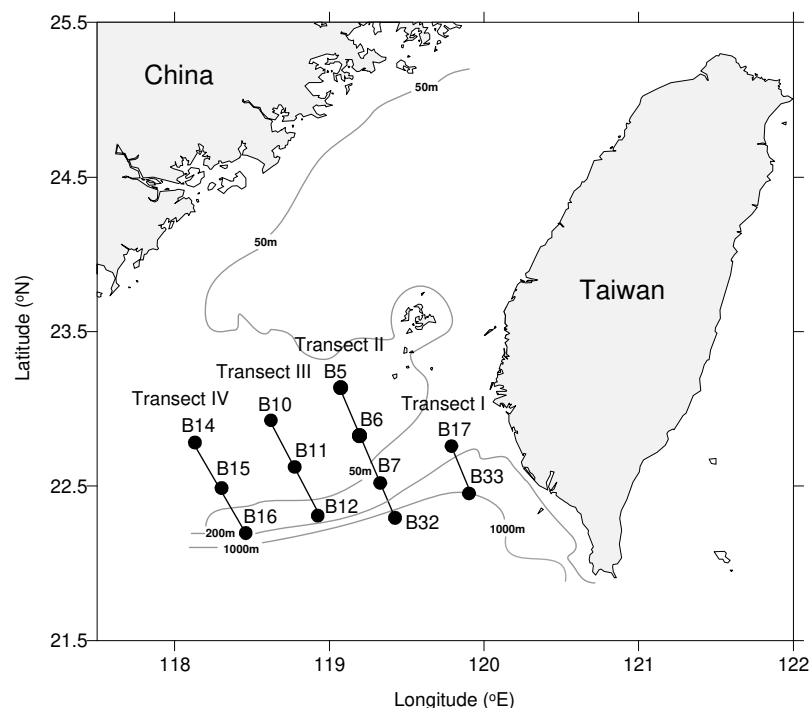 25.5
24.5
23.5
22.5
21.5
Latitude (ºN)
China
Taiwan
50m
50m
Transect II
B5
Transect III
B10
Transect IV
B14
Transect I
B17
B6
B11
B15
B7
50m
B33
B12
B16
B32
200m
1000m
1000m
118
119
120
121
122
Longitude (ºE)